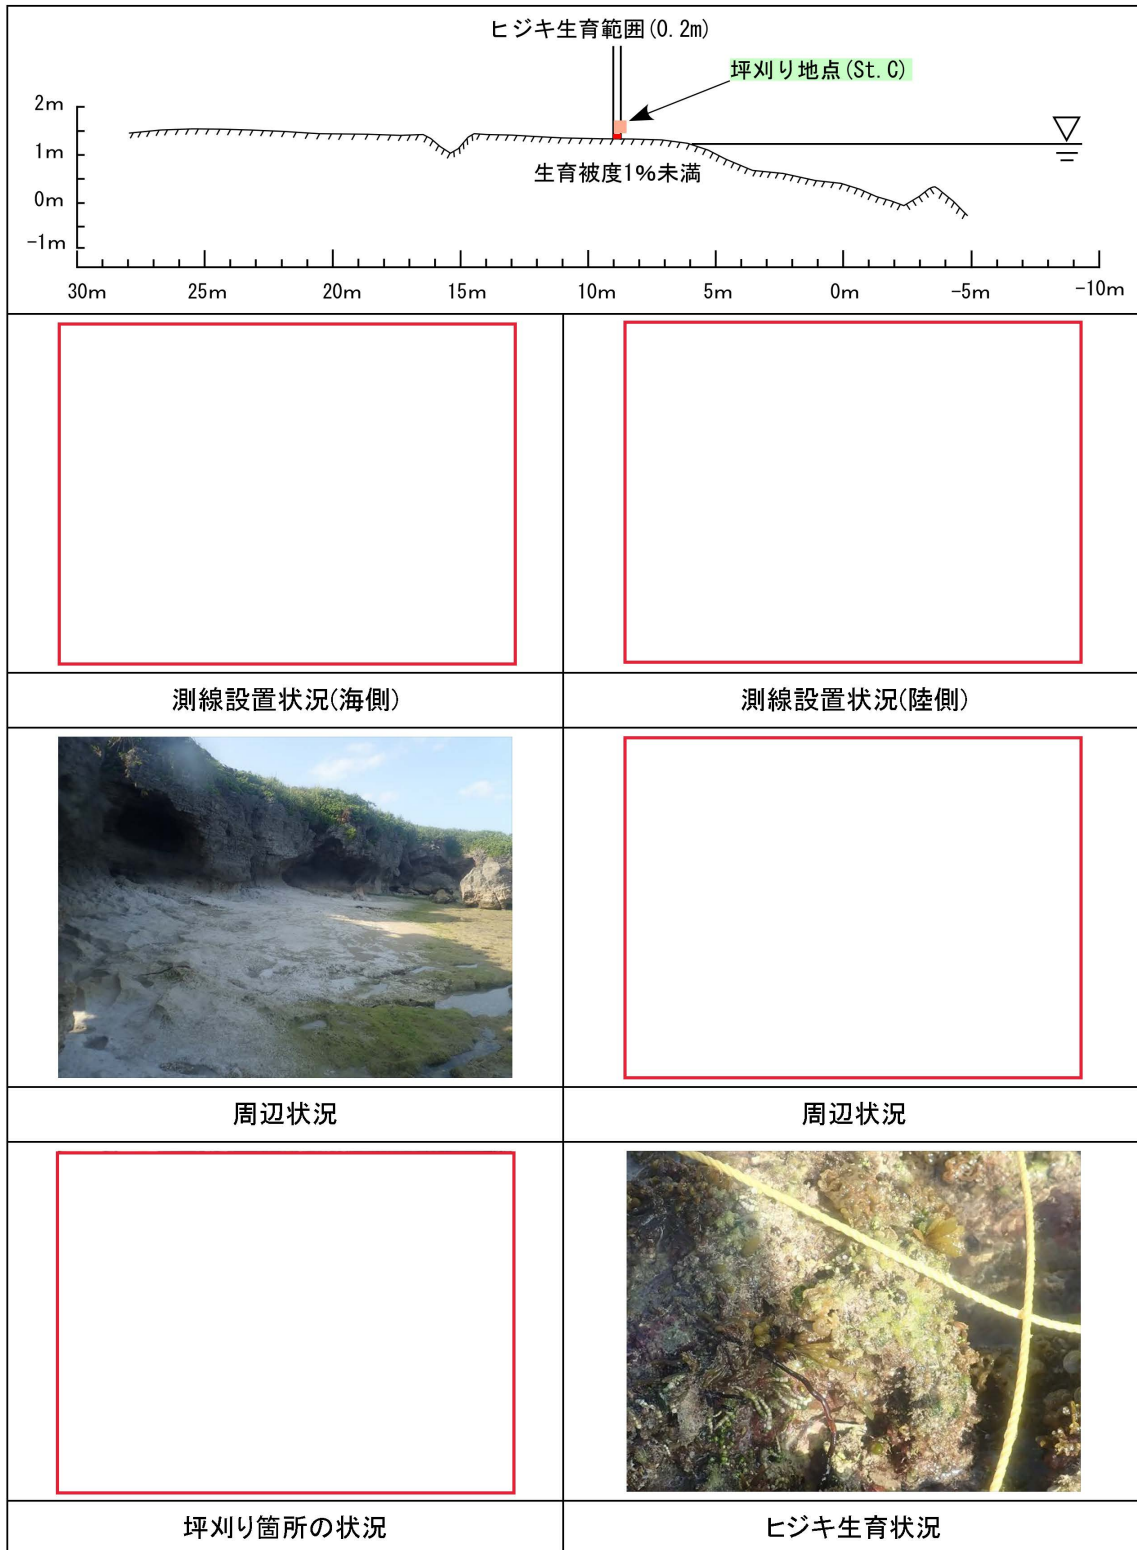 ヒジキ生育範囲(0.2m)
坪刈り地点(St.C)
2m
1m
0m
-1m
生育被度1%未満
30m 25m 20m 15m 10m 5m 0m -5m -10m
測線設置状況(海側) 測線設置状況(陸側)
周辺状況 周辺状況
坪刈り箇所の状況 ヒジキ生育状況